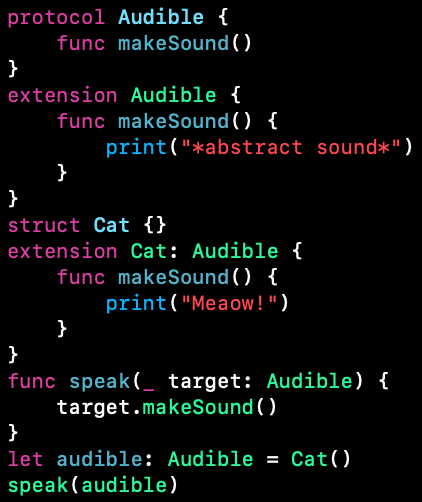 protocol Audible {
    func makeSound()
}
extension Audible {
    func makeSound() {
        print("*abstract sound*")
    }
}
struct Cat {}
extension Cat: Audible {
    func makeSound() {
        print("Meaow!")
    }
}
func speak(_ target: Audible) {
    target.makeSound()
}
let audible: Audible = Cat()
speak(audible)